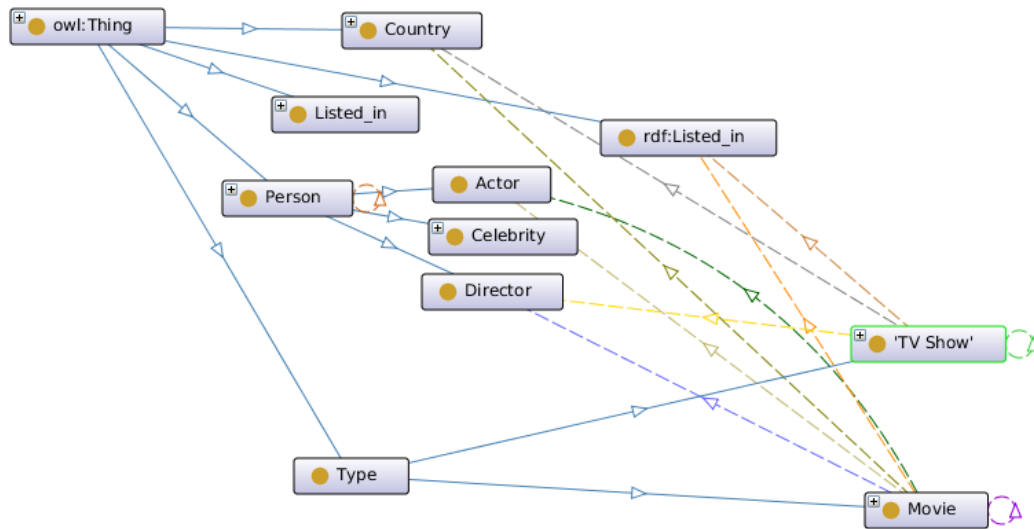 owl:Thing
Country
Listed_in
rdf:Listed_in
Actor
Person
Celebrity
Director
'TV Show'
Type
Movie